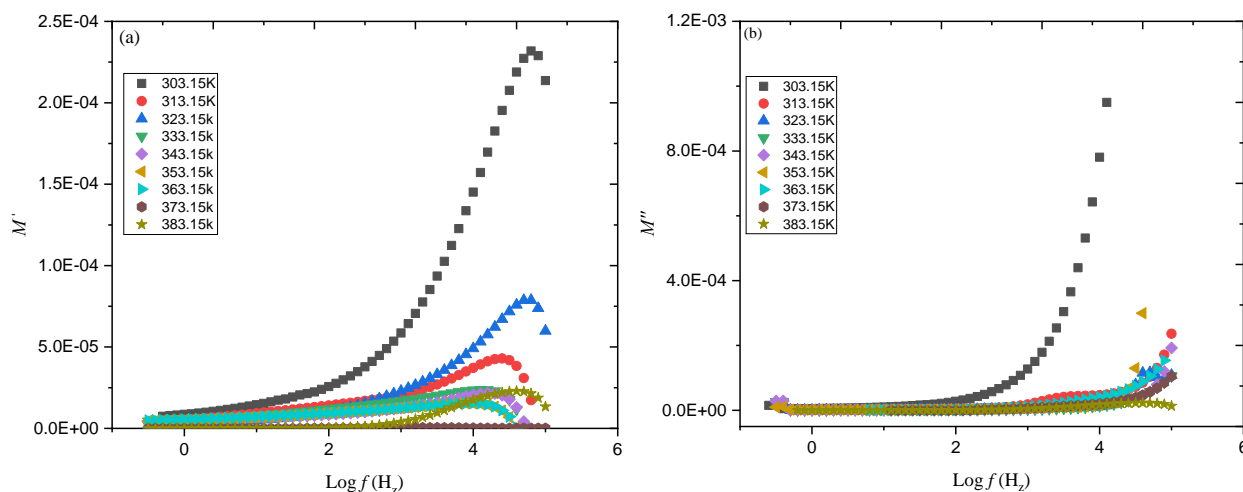 (a)
2.5E-04
2.0E-04
1.5E-04
1.0E-04
5.0E-05
0.0E+00
M'
303.15K
313.15K
323.15k
333.15k
343.15k
353.15k
363.15k
373.15k
383.15k
0 2 4 6
Log f (Hz)
(b)
1.2E-03
8.0E-04
4.0E-04
0.0E+00
M''
303.15K
313.15K
323.15K
333.15K
343.15K
353.15K
363.15K
373.15K
383.15K
0 2 4 6
Log f (Hz)